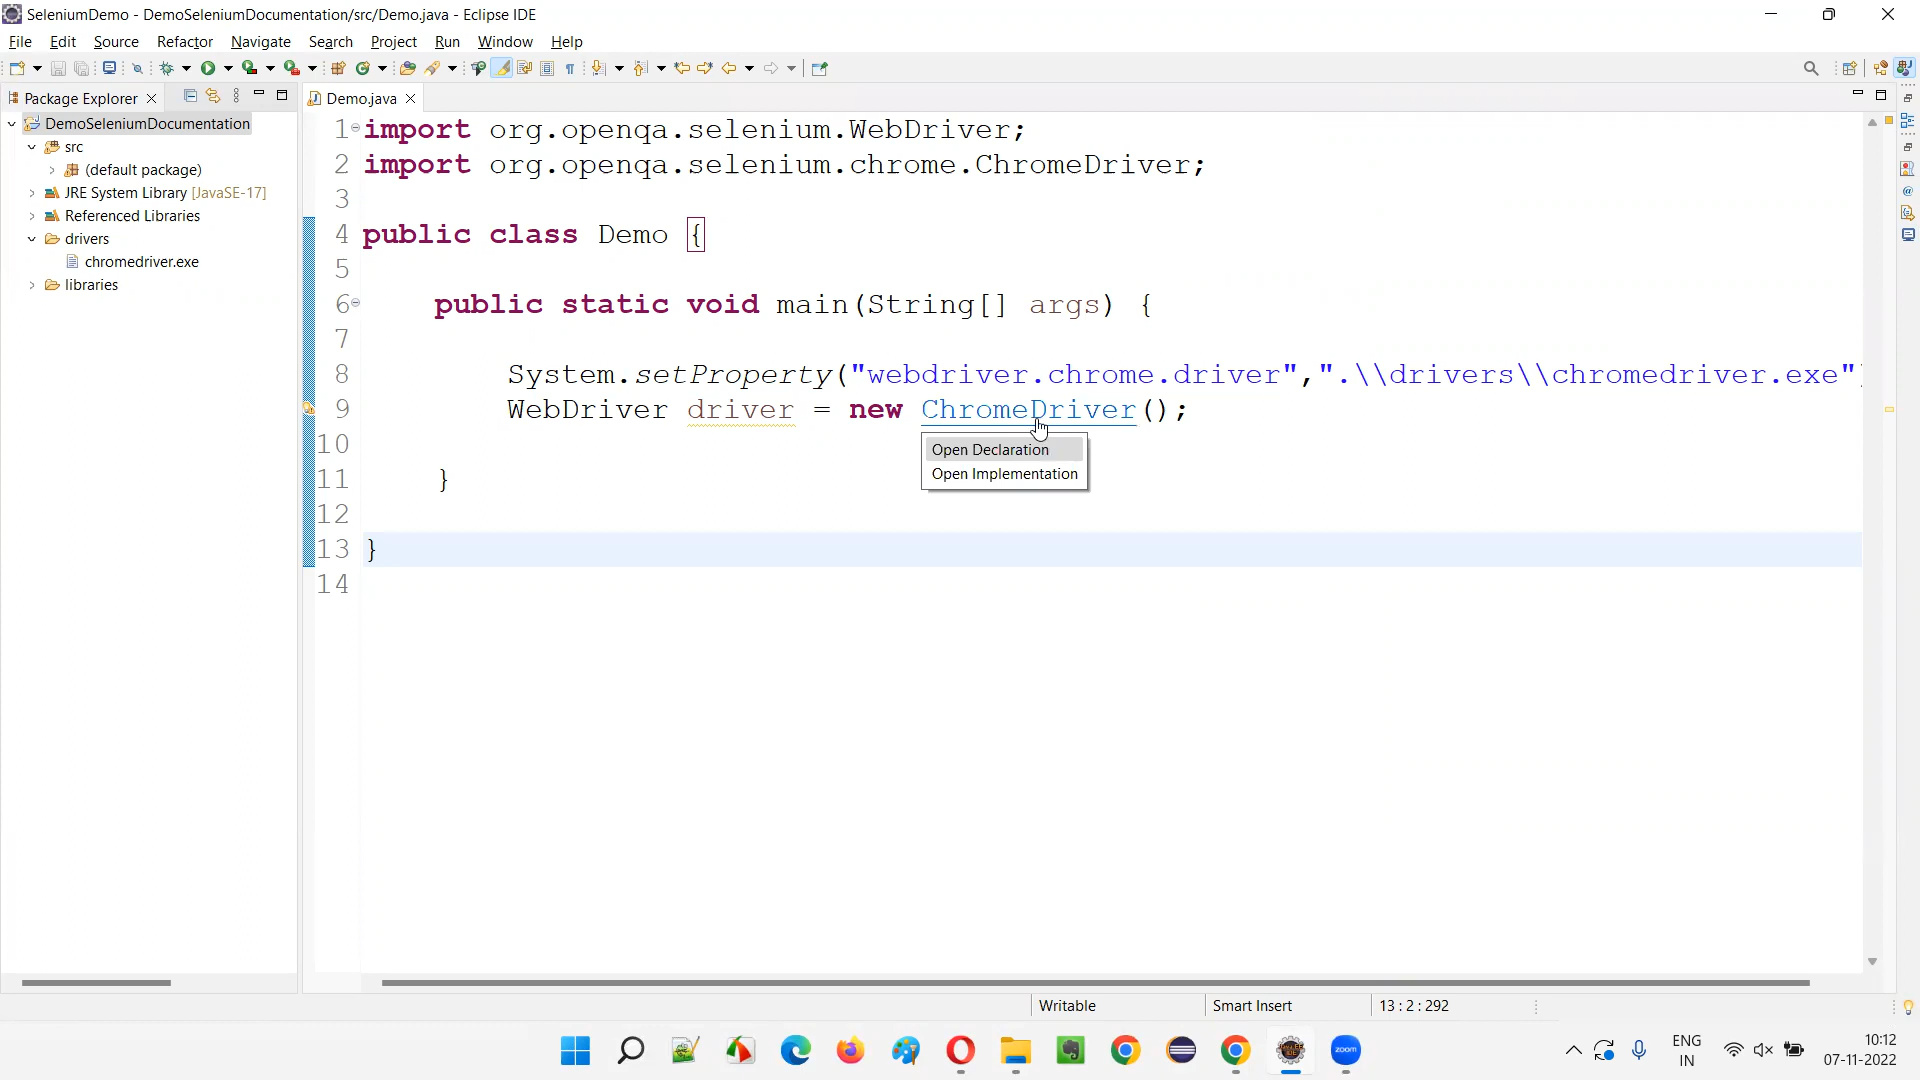 SeleniumDemo - DemoSeleniumDocumentation/src/Demo.java - Eclipse IDE
File Edit Source Refactor Navigate Search Project Run Window Help
Package Explorer
Demo.java
DemoSeleniumDocumentation
src
(default package)
JRE System Library [JavaSE-17]
Referenced Libraries
drivers
chromedriver.exe
libraries
1 import org.openqa.selenium.WebDriver;
2 import org.openqa.selenium.chrome.ChromeDriver;
3
4 public class Demo {
5
6 public static void main(String[] args) {
7
8 System.setProperty("webdriver.chrome.driver",".\\drivers\\chromedriver.exe"
9 WebDriver driver = new ChromeDriver();
10
11 }
12
13 }
14
Open Declaration
Open Implementation
Writable Smart Insert 13 : 2 : 292
zoom
ENG
IN
10:12
07-11-2022